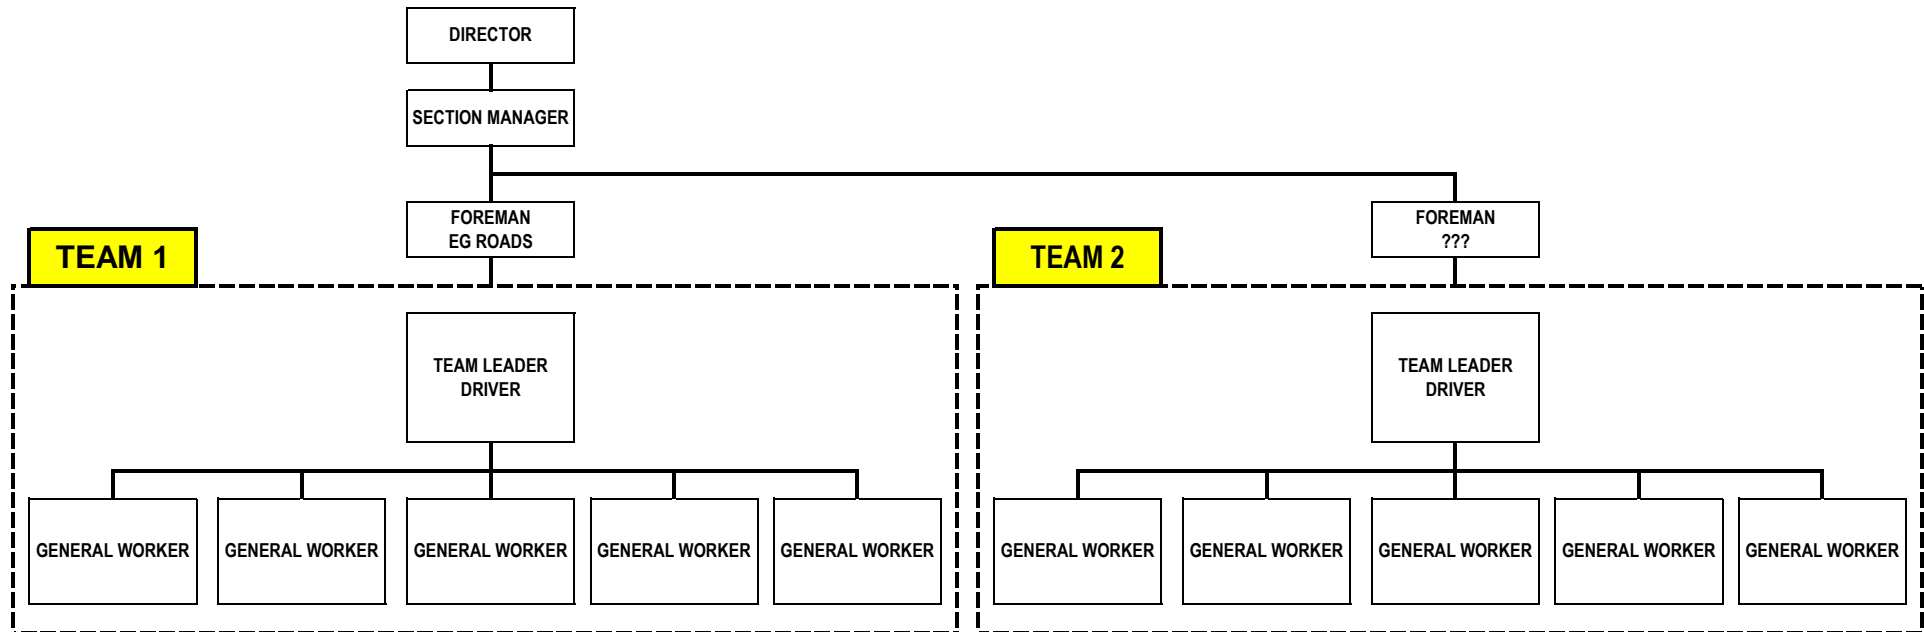 DIRECTOR
SECTION MANAGER
FOREMAN
EG ROADS
FOREMAN
???
TEAM 1
TEAM 2
TEAM LEADER
DRIVER
TEAM LEADER
DRIVER
GENERAL WORKER
GENERAL WORKER
GENERAL WORKER
GENERAL WORKER
GENERAL WORKER
GENERAL WORKER
GENERAL WORKER
GENERAL WORKER
GENERAL WORKER
GENERAL WORKER